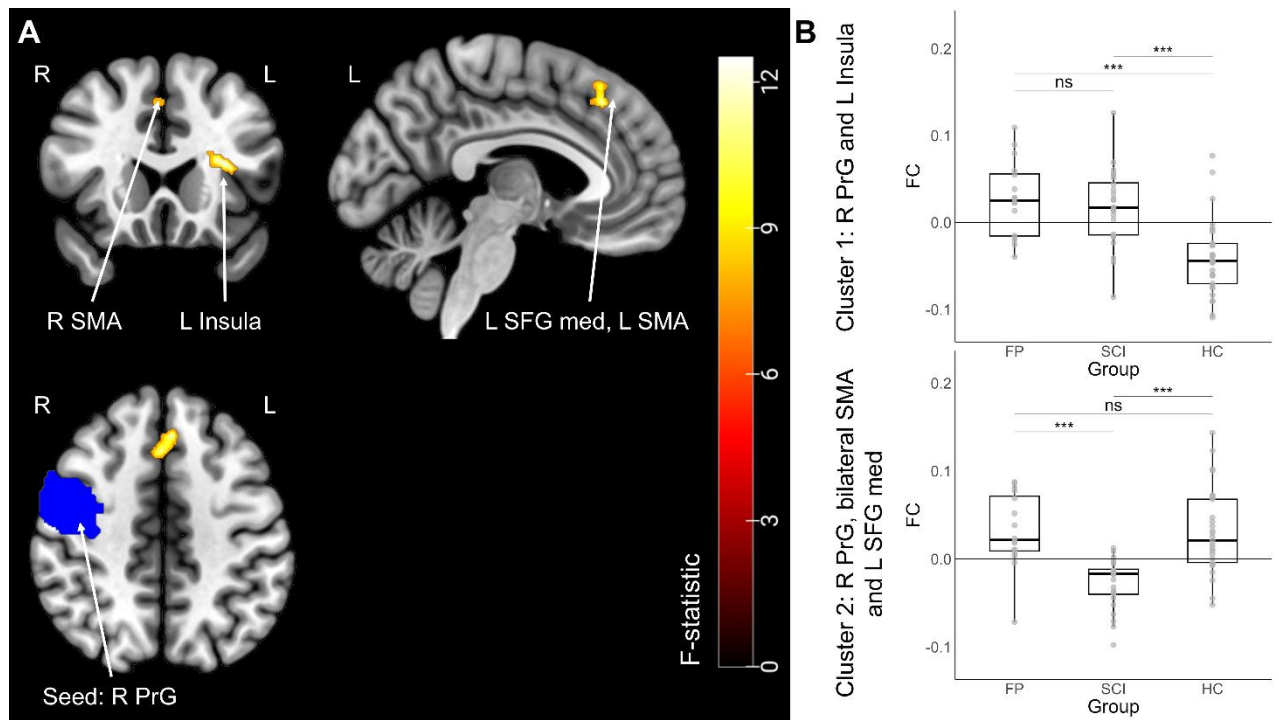 A
R
L
L
R SMA
L Insula
L SFG med, L SMA
R
L
Seed: R PrG
F-statistic
12
9
6
3
0
B
Cluster 1: R PrG and L Insula
FC
0.2
0.1
0.0
-0.1
***
***
ns
FP
SCI
HC
Group
Cluster 2: R PrG, bilateral SMA
and L SFG med
FC
0.2
0.1
0.0
-0.1
***
ns
***
FP
SCI
HC
Group